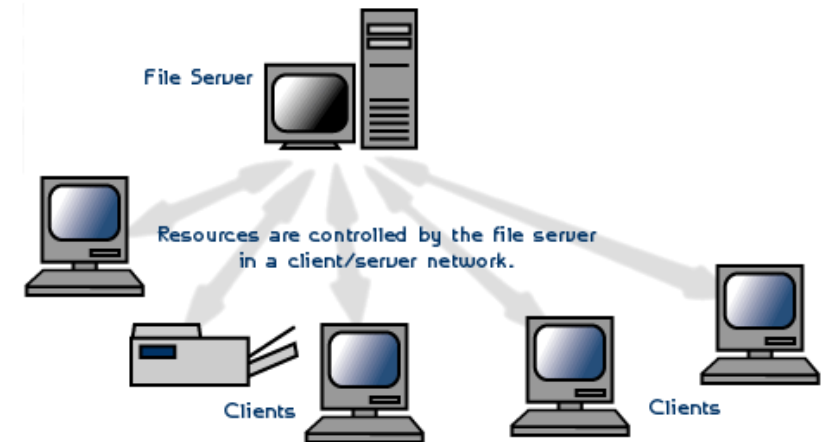 File Server
Resources are controlled by the file server
in a client/server network.
Clients
Clients